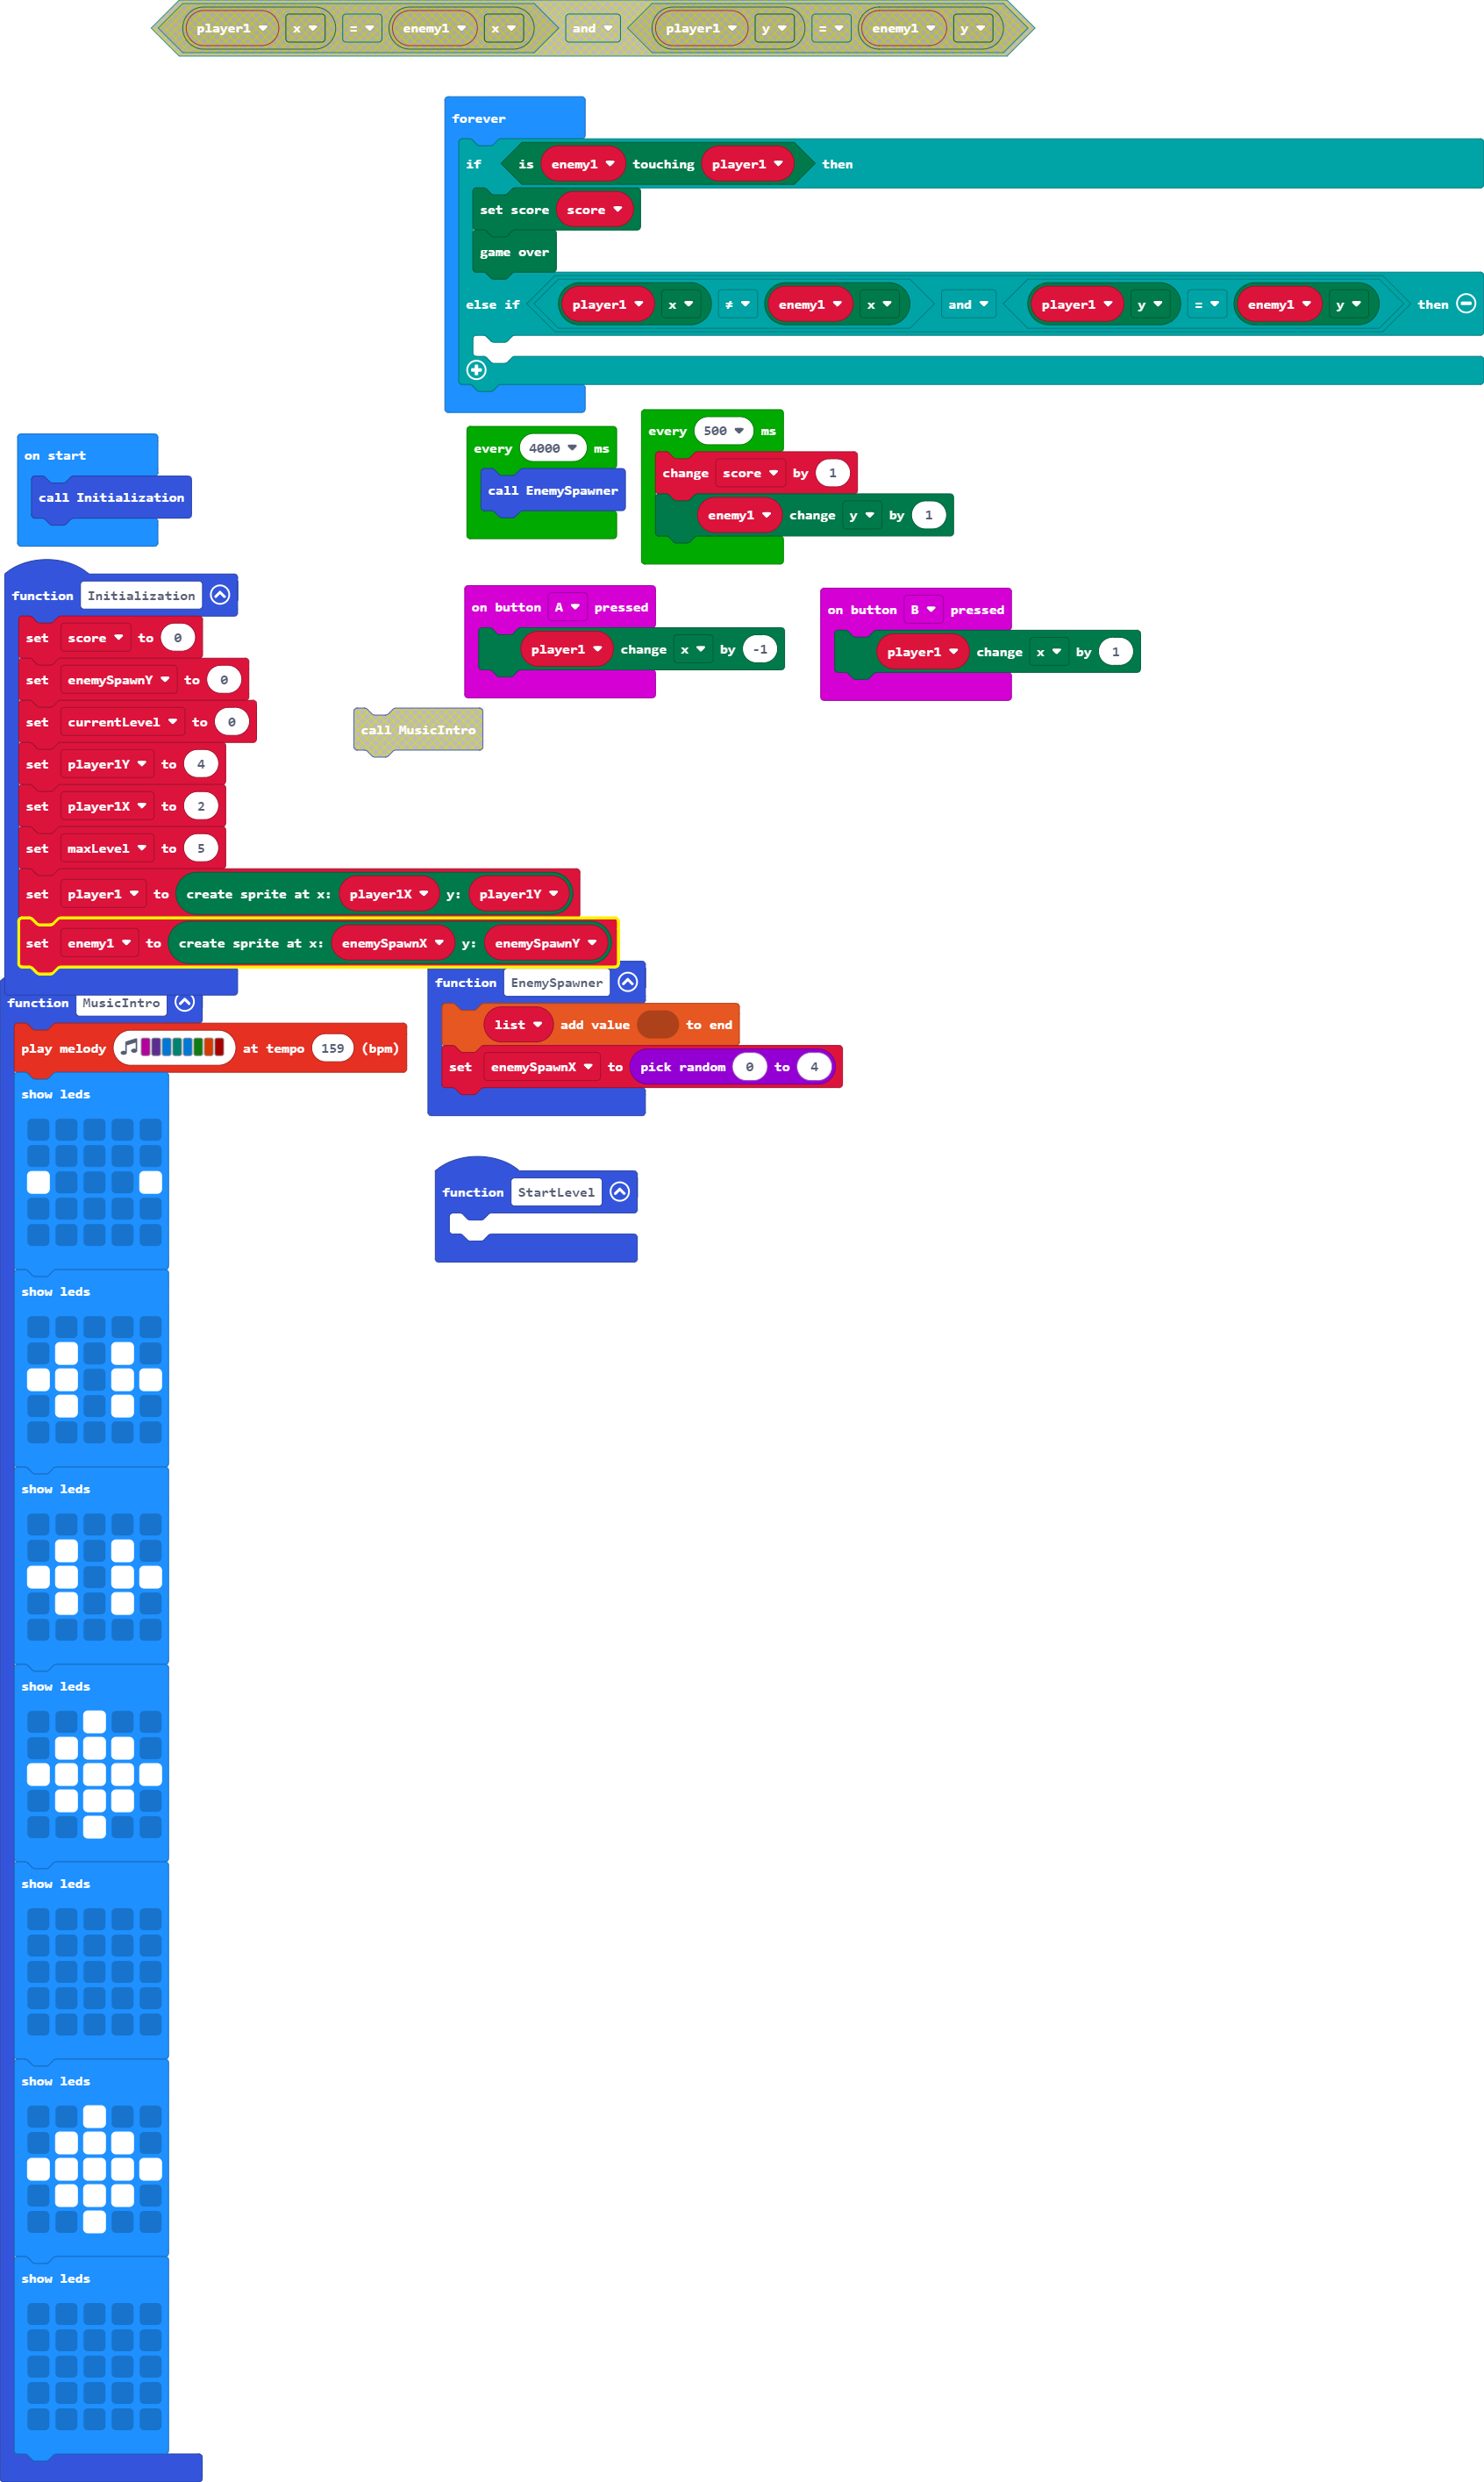 player1 x = enemy1 x and player1 y = enemy1 y
forever
if is enemy1 touching player1 then
set score score
game over
else if player1 x ≠ enemy1 x and player1 y = enemy1 y then
on start
call Initialization
every 4000 ms
call EnemySpawner
every 500 ms
change score by 1
enemy1 change y by 1
function Initialization
set score to 0
set enemySpawnY to 0
set currentLevel to 0
set player1Y to 4
set player1X to 2
set maxLevel to 5
set player1 to create sprite at x: player1X y: player1Y
set enemy1 to create sprite at x: enemySpawnX y: enemySpawnY
on button A pressed
player1 change x by -1
on button B pressed
player1 change x by 1
call MusicIntro
function MusicIntro
play melody at tempo 159 (bpm)
show leds
show leds
show leds
show leds
show leds
show leds
show leds
function EnemySpawner
list add value to end
set enemySpawnX to pick random 0 to 4
function StartLevel